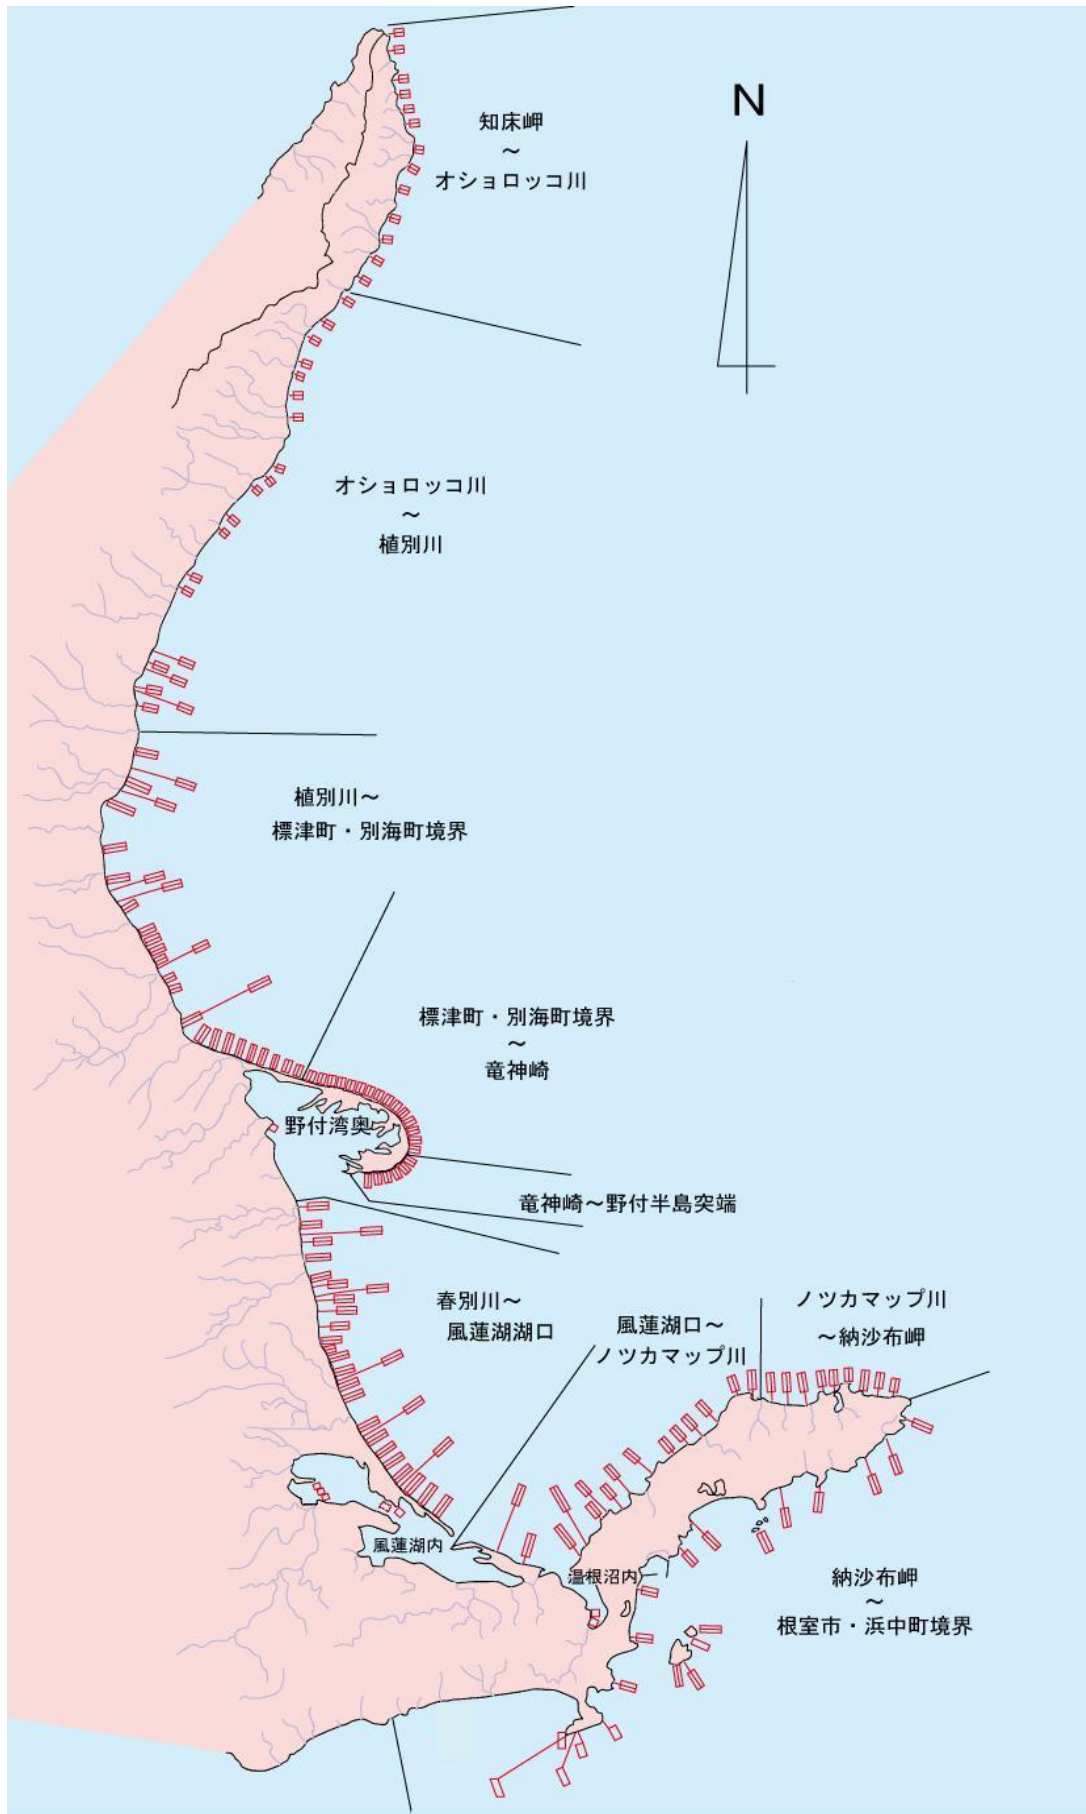 N
知床岬
～
オショロッコ川
オショロッコ川
～
植別川
植別川～
標津町・別海町境界
標津町・別海町境界
～
竜神崎
野付湾奥
竜神崎～野付半島突端
春別川～
風蓮湖湖口
風蓮湖口～
ノツカマップ川
ノツカマップ川
～納沙布岬
風蓮湖内
温根沼内
納沙布岬
～
根室市・浜中町境界